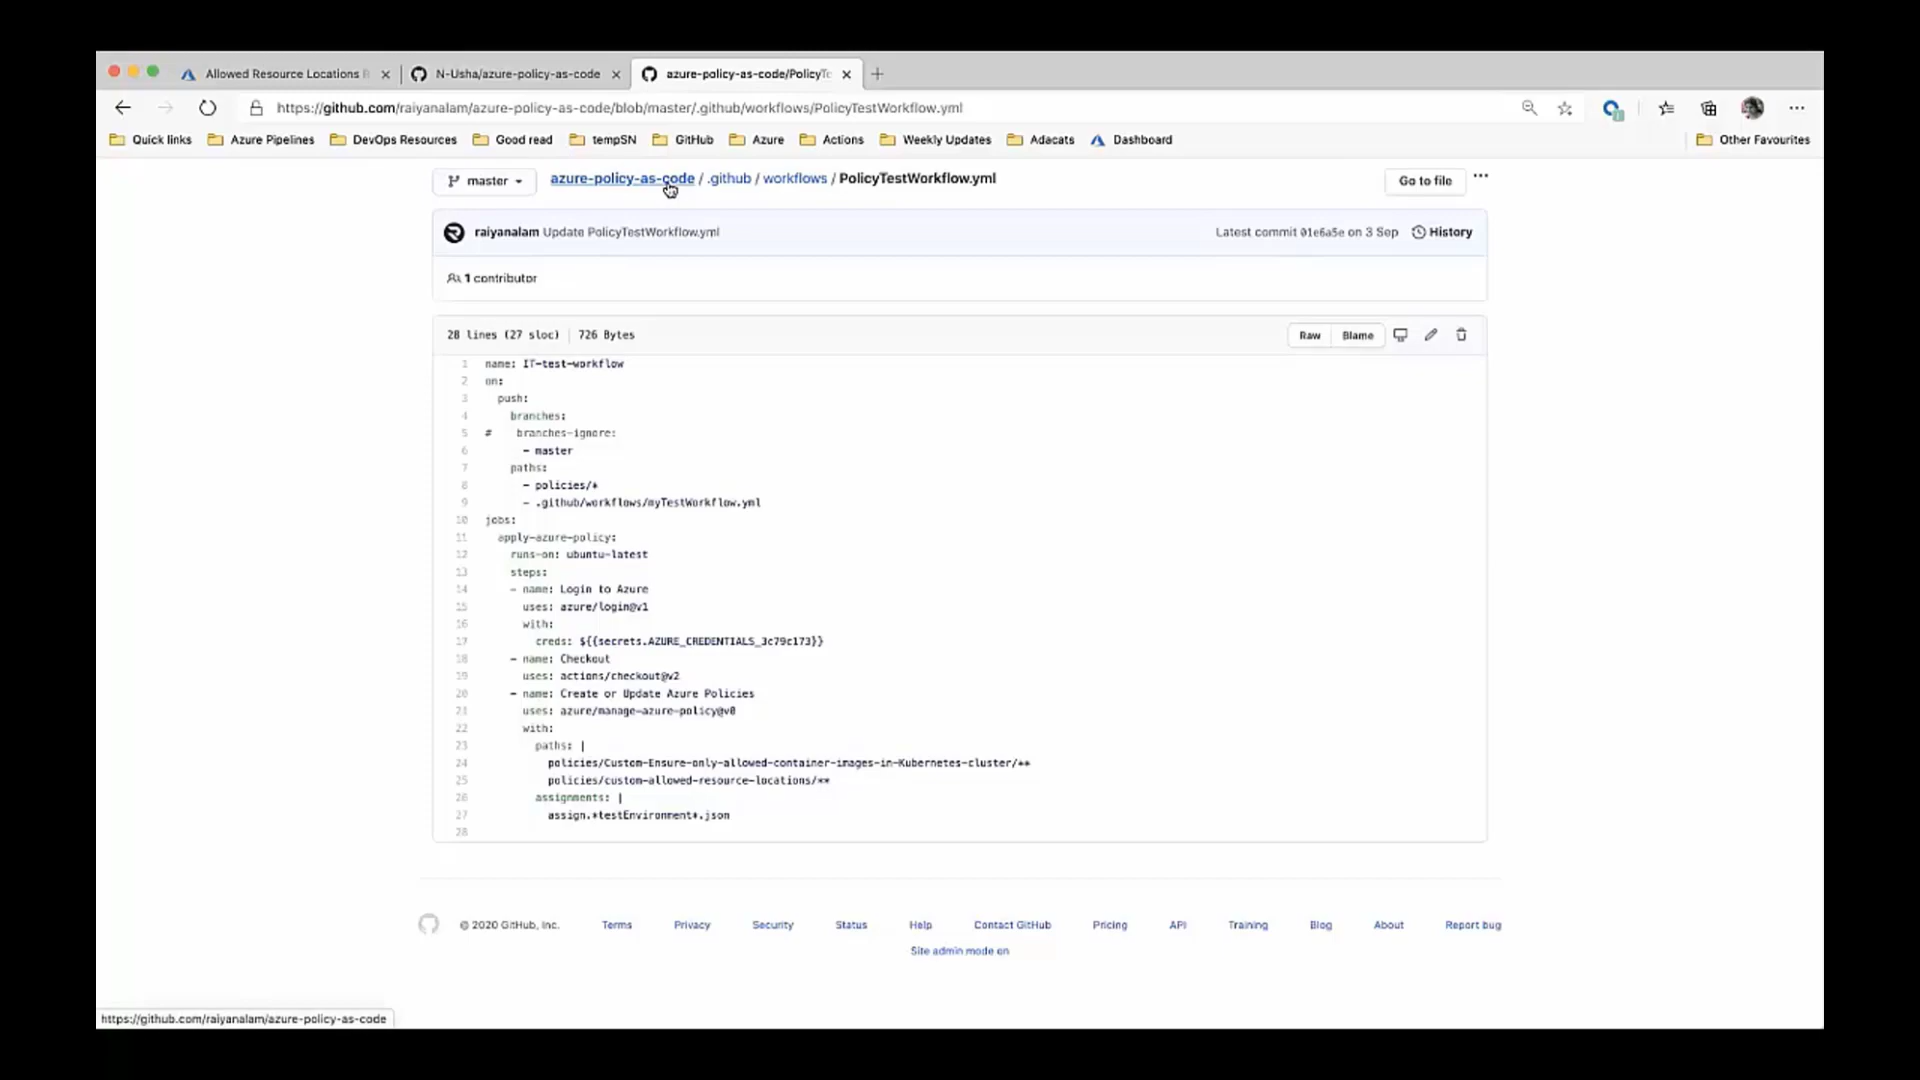 Allowed Resource Locations
N-Usha/azure-policy-as-code
azure-policy-as-code/PolicyTe
https://github.com/raiyanalam/azure-policy-as-code/blob/master/.github/workflows/PolicyTestWorkflow.yml
Quick links Azure Pipelines DevOps Resources Good read tempSN GitHub Azure Actions Weekly Updates Adacats Dashboard Other Favourites
master azure-policy-as-code / .github / workflows / PolicyTestWorkflow.yml Go to file ...
raiyanalam Update PolicyTestWorkflow.yml Latest commit 01e6a5e on 3 Sep History
1 contributor
28 lines (27 sloc) | 726 Bytes Raw Blame
1 name: IT-test-workflow
2 on:
3 push:
4 branches:
5 # branches-ignore:
6 - master
7 paths:
8 - policies/*
9 - .github/workflows/myTestWorkflow.yml
10 jobs:
11 apply-azure-policy:
12 runs-on: ubuntu-latest
13 steps:
14 - name: Login to Azure
15 uses: azure/login@v1
16 with:
17 creds: ${{secrets.AZURE_CREDENTIALS_3c79c173}}
18 - name: Checkout
19 uses: actions/checkout@v2
20 - name: Create or Update Azure Policies
21 uses: azure/manage-azure-policy@v0
22 with:
23 paths: |
24 policies/Custom-Ensure-only-allowed-container-images-in-Kubernetes-cluster/**
25 policies/custom-allowed-resource-locations/**
26 assignments: |
27 assign.*testEnvironment*.json
28
© 2020 GitHub, Inc. Terms Privacy Security Status Help Contact GitHub Pricing API Training Blog About Report bug
Site admin mode on
https://github.com/raiyanalam/azure-policy-as-code